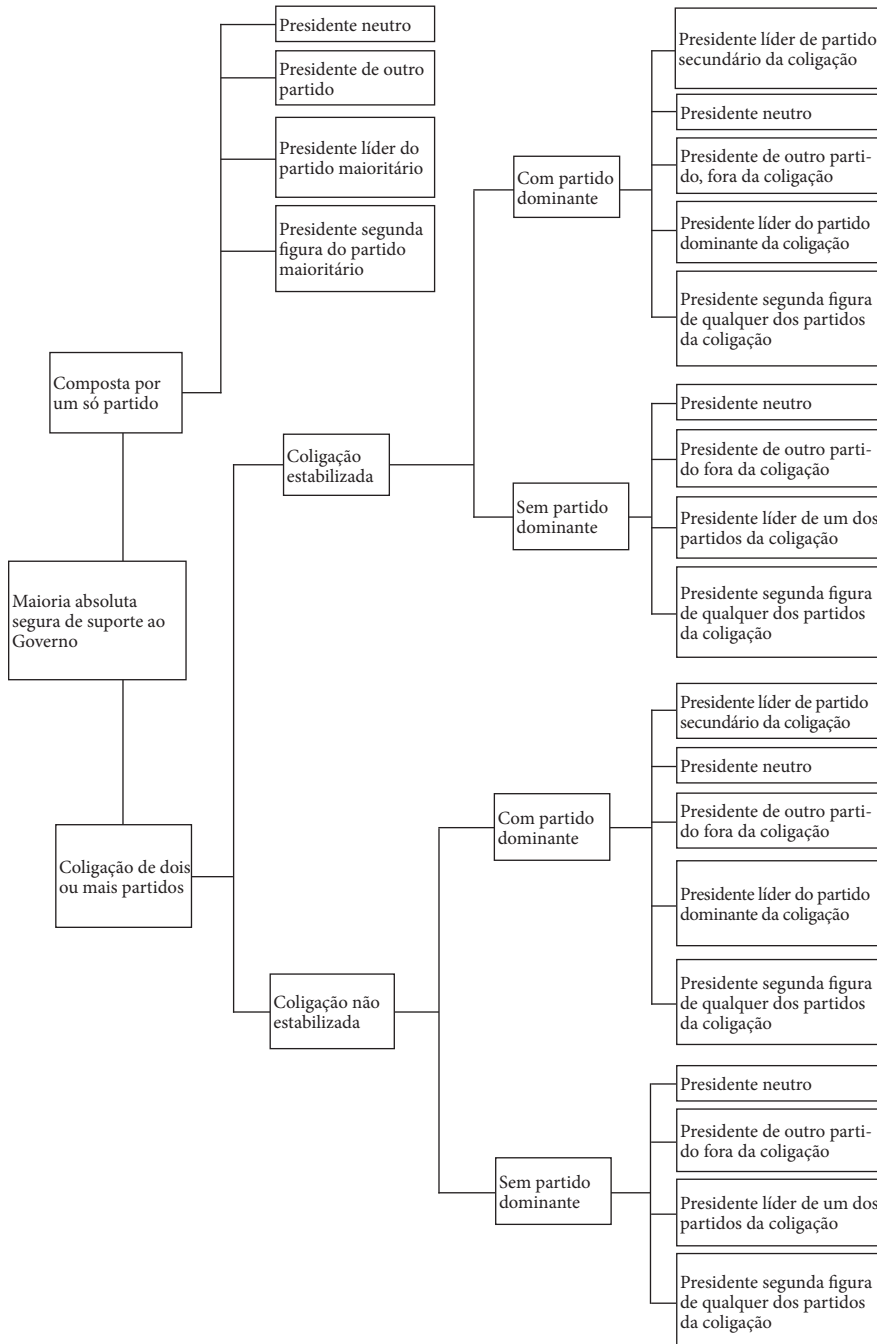 Presidente neutro
Presidente de outro
partido
Presidente líder do
partido maioritário
Presidente segunda
figura do partido
maioritário
Composta por
um só partido
Maioria absoluta
segura de suporte ao
Governo
Coligação de dois
ou mais partidos
Coligação
estabilizada
Coligação não
estabilizada
Com partido
dominante
Presidente líder de partido
secundário da coligação
Presidente neutro
Presidente de outro parti-
do, fora da coligação
Presidente líder do partido
dominante da coligação
Presidente segunda figura
de qualquer dos partidos
da coligação
Sem partido
dominante
Presidente neutro
Presidente de outro parti-
do fora da coligação
Presidente líder de um dos
partidos da coligação
Presidente segunda figura
de qualquer dos partidos
da coligação
Com partido
dominante
Presidente líder de partido
secundário da coligação
Presidente neutro
Presidente de outro parti-
do fora da coligação
Presidente líder do partido
dominante da coligação
Presidente segunda figura
de qualquer dos partidos
da coligação
Sem partido
dominante
Presidente neutro
Presidente de outro parti-
do fora da coligação
Presidente líder de um dos
partidos da coligação
Presidente segunda figura
de qualquer dos partidos
da coligação